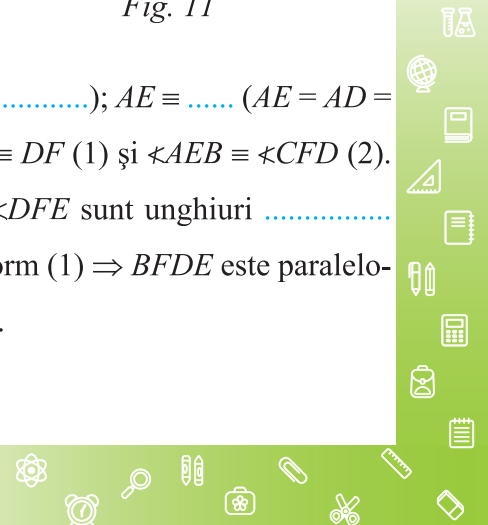 Fig. 11
............); AE ≡ ...... (AE = AD =
≡ DF (1) şi ∢AEB ≡ ∢CFD (2).
∢DFE sunt unghiuri ................
orm (1) ⇒ BFDE este paralelo-
.